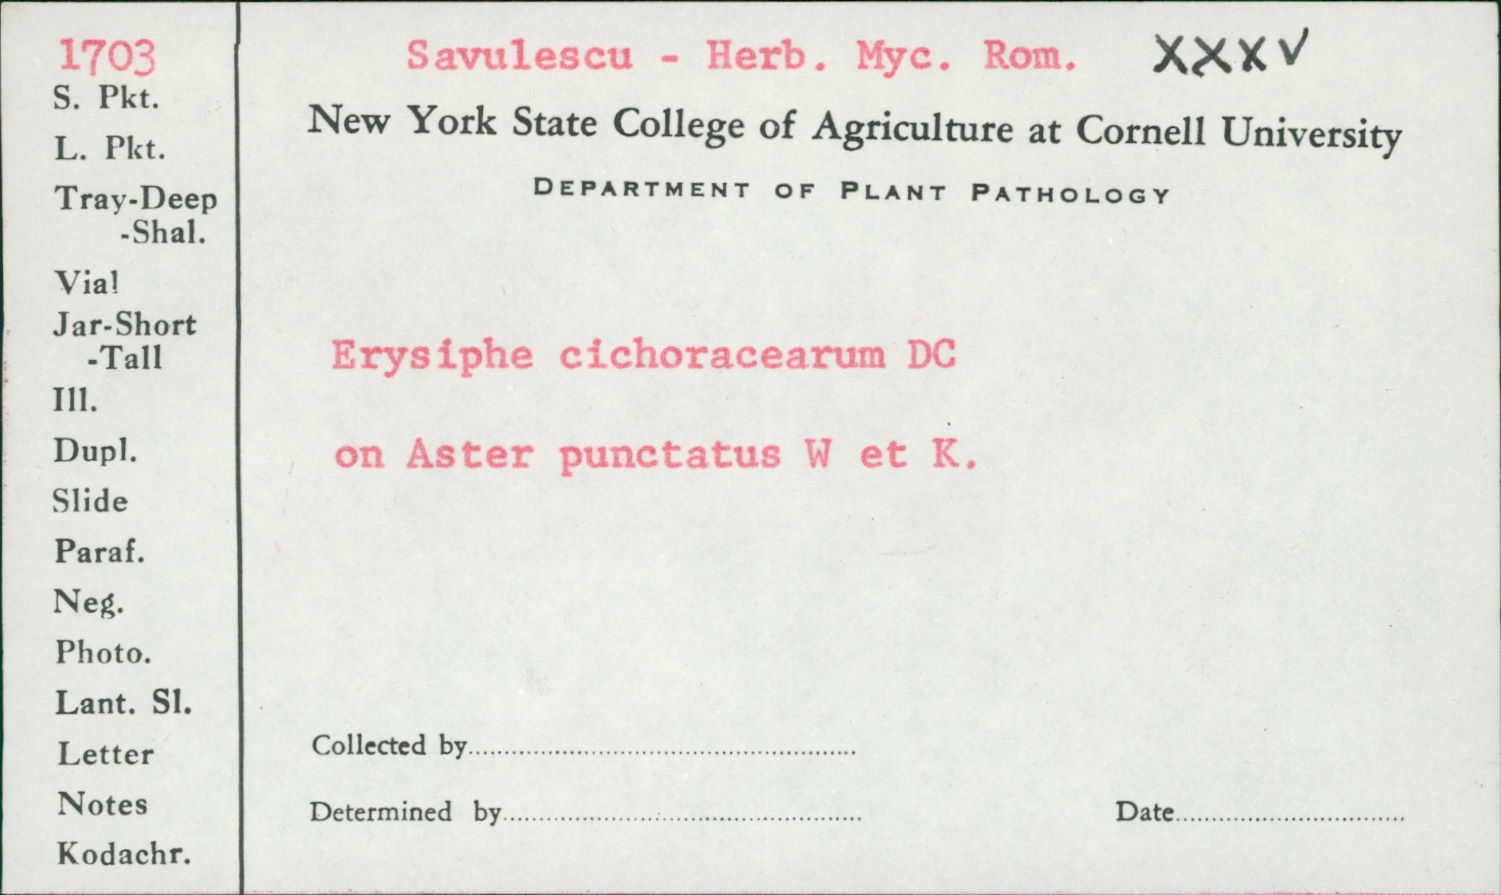 1703
S. Pkt.
L. Pkt.
Tray-Deep
-Shal.
Vial
Jar-Short
-Tall
Ill.
Dupl.
Slide
Paraf.
Neg.
Photo.
Lant. Sl.
Letter
Notes
Kodachr.
Savulescu - Herb. Myc. Rom. XXXV
New York State College of Agriculture at Cornell University
DEPARTMENT OF PLANT PATHOLOGY
Erysiphe cichoracearum DC
on Aster punctatus W et K.
Collected by
Determined by
Date